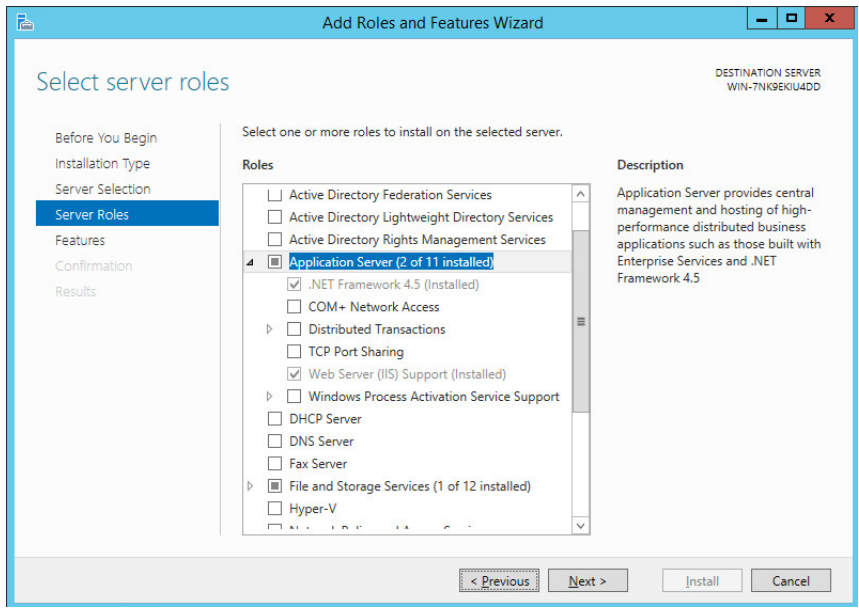 Add Roles and Features Wizard
Select server roles
DESTINATION SERVER
WIN-7NK9EKIU4DD
Before You Begin
Installation Type
Server Selection
Server Roles
Features
Confirmation
Results
Select one or more roles to install on the selected server.
Roles
Active Directory Federation Services
Active Directory Lightweight Directory Services
Active Directory Rights Management Services
Application Server (2 of 11 installed)
.NET Framework 4.5 (Installed)
COM+ Network Access
Distributed Transactions
TCP Port Sharing
Web Server (IIS) Support (Installed)
Windows Process Activation Service Support
DHCP Server
DNS Server
Fax Server
File and Storage Services (1 of 12 installed)
Hyper-V
Description
Application Server provides central
management and hosting of high-
performance distributed business
applications such as those built with
Enterprise Services and .NET
Framework 4.5
< Previous
Next >
Install
Cancel